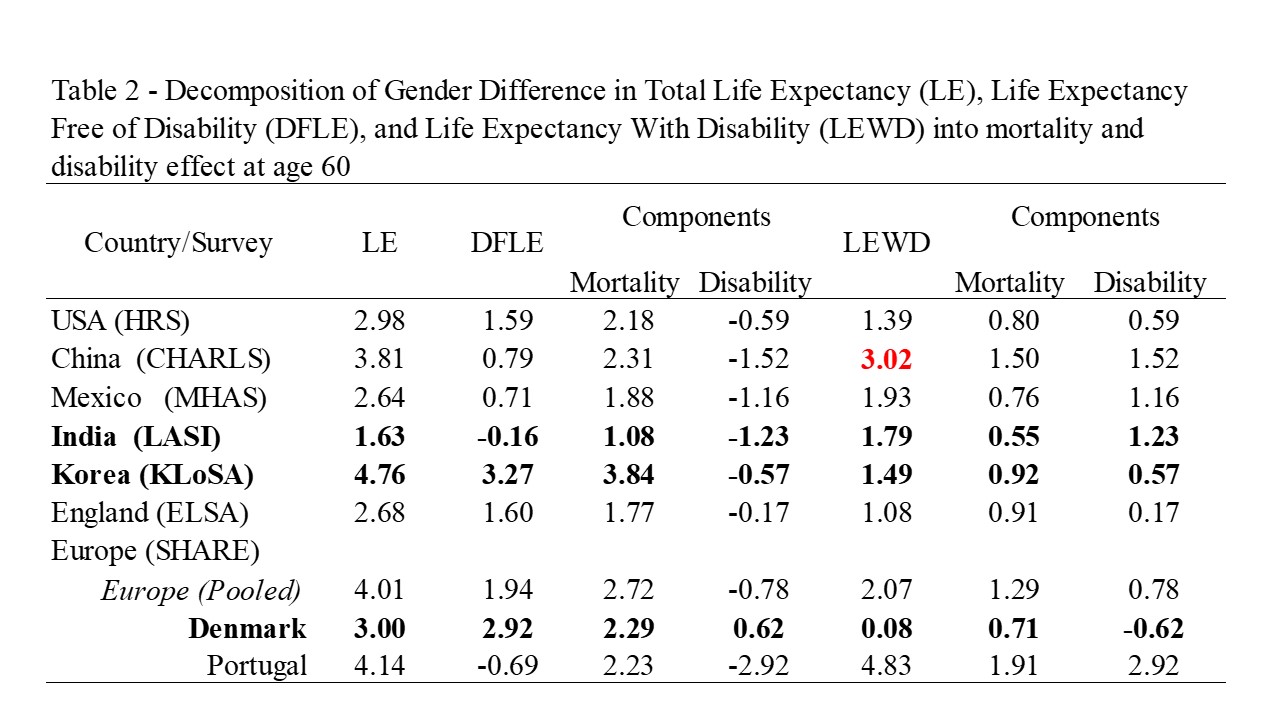 Table 2 - Decomposition of Gender Difference in Total Life Expectancy (LE), Life Expectancy
Free of Disability (DFLE), and Life Expectancy With Disability (LEWD) into mortality and
disability effect at age 60
Country/Survey LE DFLE Components LEWD Components
Mortality Disability Mortality Disability
USA (HRS) 2.98 1.59 2.18 -0.59 1.39 0.80 0.59
China (CHARLS) 3.81 0.79 2.31 -1.52 3.02 1.50 1.52
Mexico (MHAS) 2.64 0.71 1.88 -1.16 1.93 0.76 1.16
India (LASI) 1.63 -0.16 1.08 -1.23 1.79 0.55 1.23
Korea (KLoSA) 4.76 3.27 3.84 -0.57 1.49 0.92 0.57
England (ELSA) 2.68 1.60 1.77 -0.17 1.08 0.91 0.17
Europe (SHARE)
Europe (Pooled) 4.01 1.94 2.72 -0.78 2.07 1.29 0.78
Denmark 3.00 2.92 2.29 0.62 0.08 0.71 -0.62
Portugal 4.14 -0.69 2.23 -2.92 4.83 1.91 2.92